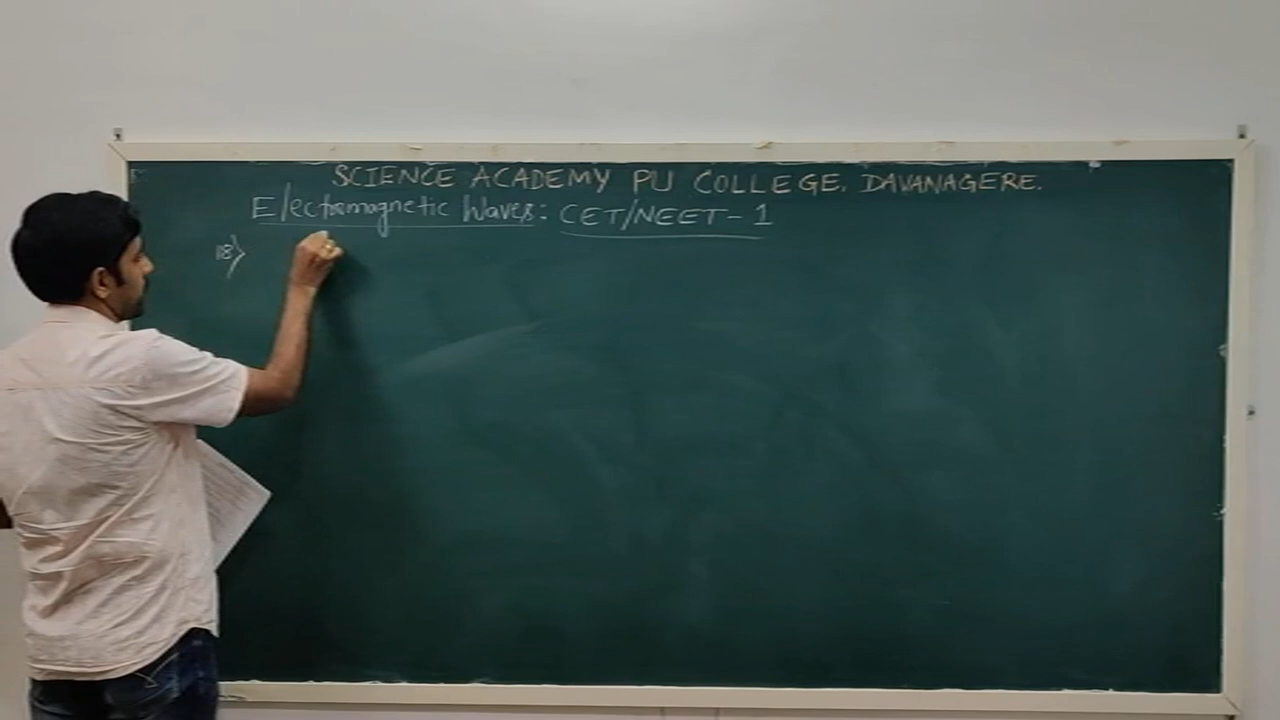 SCIENCE ACADEMY PU COLLEGE. DAVANAGERE.
Electromagnetic Waves: CET/NEET-1
18)